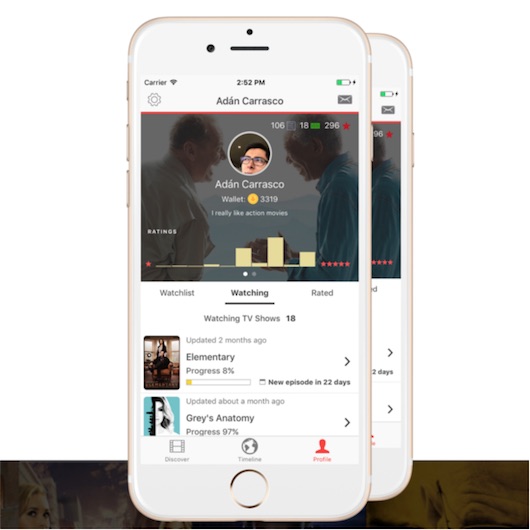 Carrier 2:52 PM
Adán Carrasco
106 18 296
Adán Carrasco
Wallet: 3319
I really like action movies
RATINGS
Watchlist Watching Rated
Watching TV Shows 18
Updated 2 months ago
Elementary
Progress 8%
New episode in 22 days
Updated about a month ago
Grey's Anatomy
Progress 97%
Discover Timeline Profile
96
d
2 days